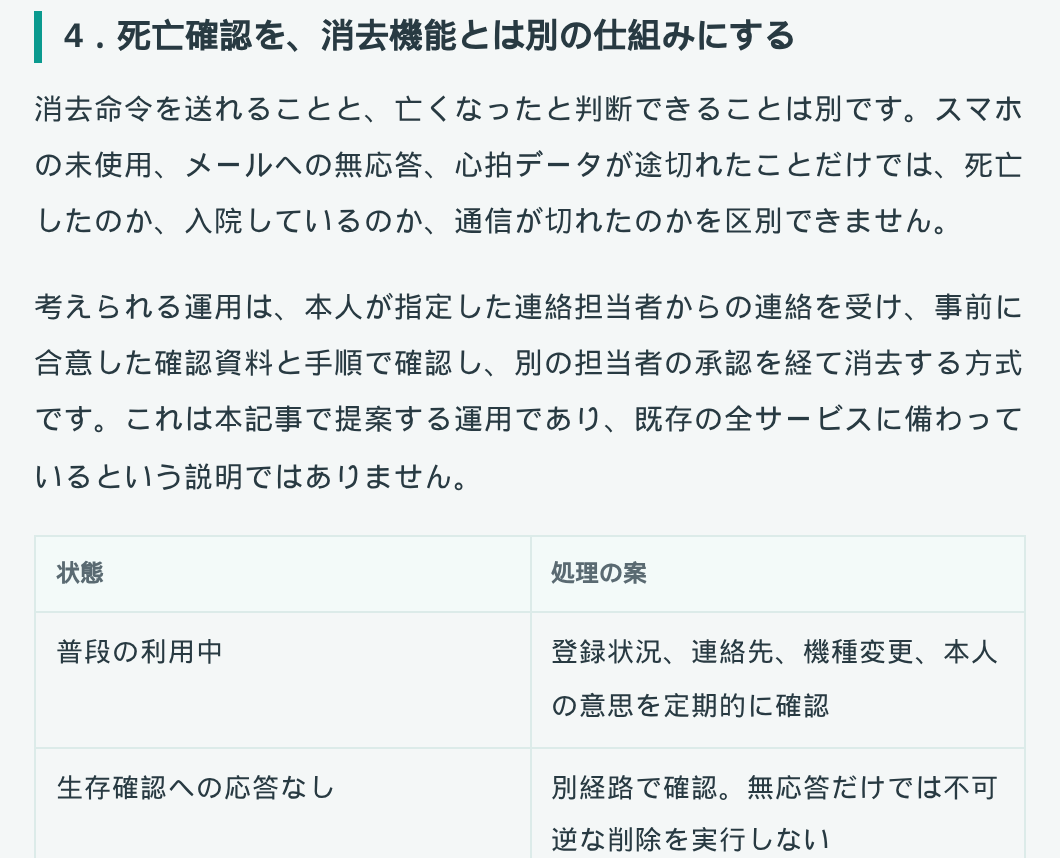 4．死亡確認を、消去機能とは別の仕組みにする
消去命令を送れることと、亡くなったと判断できることは別です。スマホ
の未使用、メールへの無応答、心拍データが途切れたことだけでは、死亡
したのか、入院しているのか、通信が切れたのかを区別できません。
考えられる運用は、本人が指定した連絡担当者からの連絡を受け、事前に
合意した確認資料と手順で確認し、別の担当者の承認を経て消去する方式
です。これは本記事で提案する運用であり、既存の全サービスに備わって
いるという説明ではありません。
状態
処理の案
普段の利用中
登録状況、連絡先、機種変更、本人
の意思を定期的に確認
生存確認への応答なし
別経路で確認。無応答だけでは不可
逆な削除を実行しない